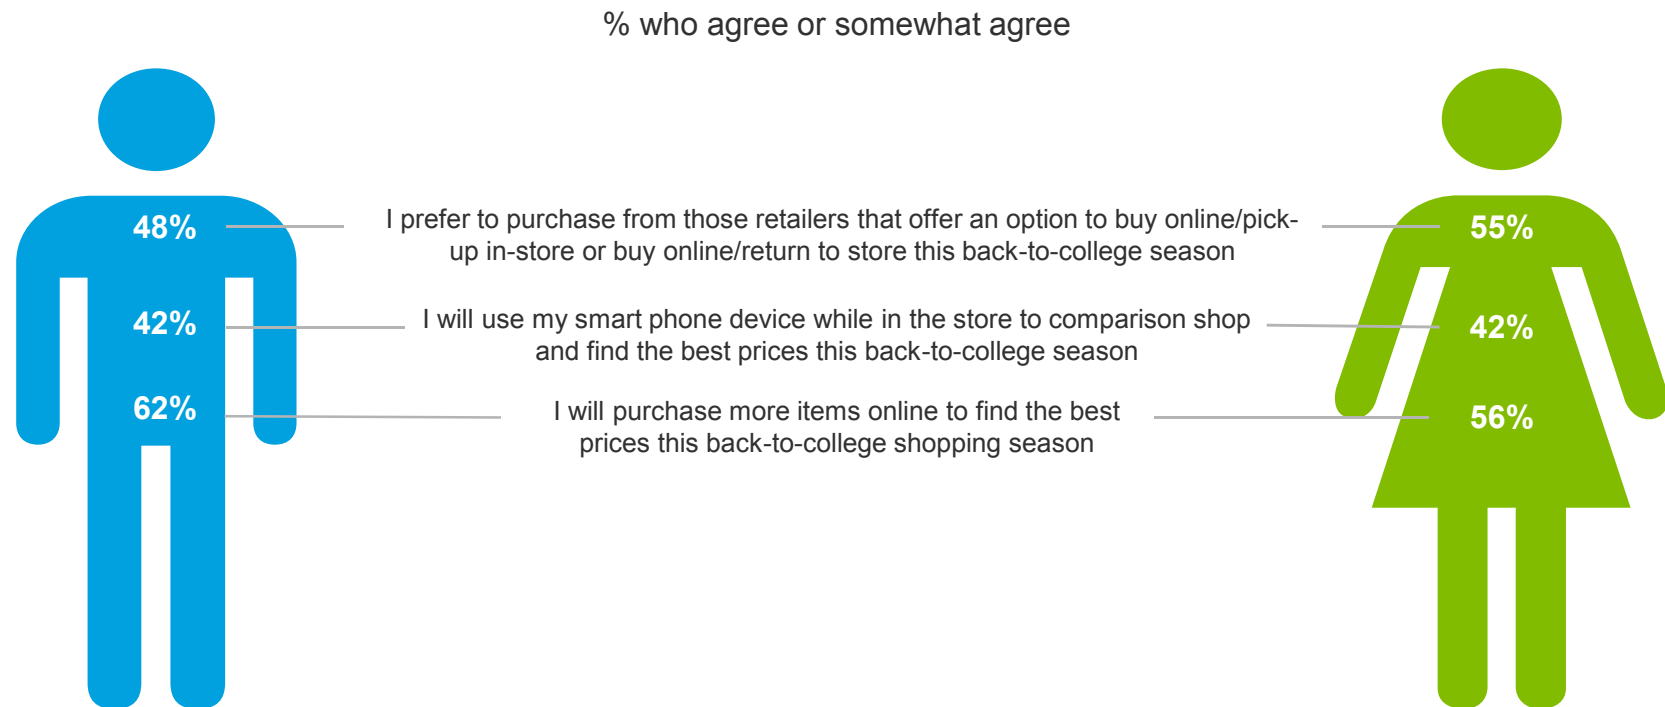 % who agree or somewhat agree
48%
I prefer to purchase from those retailers that offer an option to buy online/pick-
up in-store or buy online/return to store this back-to-college season
55%
42%
I will use my smart phone device while in the store to comparison shop
and find the best prices this back-to-college season
42%
62%
I will purchase more items online to find the best
prices this back-to-college shopping season
56%